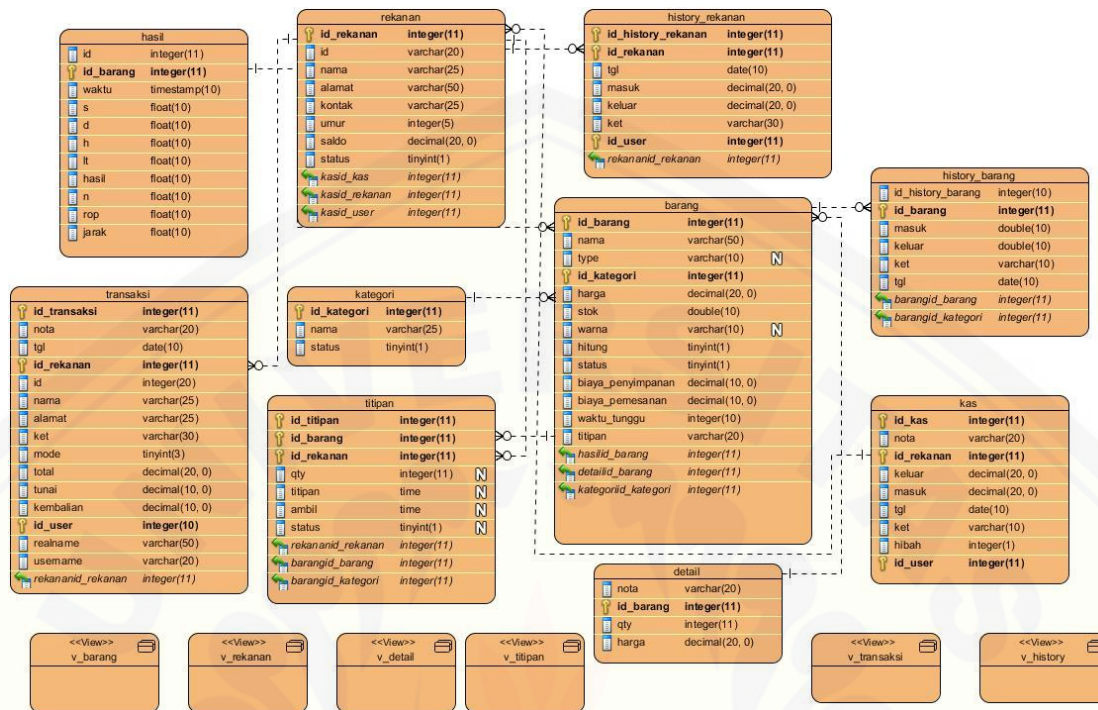 hasil
id integer(11)
id_barang integer(11)
waktu timestamp(10)
s float(10)
d float(10)
h float(10)
lt float(10)
hasil float(10)
n float(10)
rop float(10)
jarak float(10)
rekanan
id_rekanan integer(11)
id varchar(20)
nama varchar(25)
alamat varchar(50)
kontak varchar(25)
umur integer(5)
saldo decimal(20, 0)
status tinyint(1)
kasid_kas integer(11)
kasid_rekanan integer(11)
kasid_user integer(11)
history_rekanan
id_history_rekanan integer(11)
id_rekanan integer(11)
tgl date(10)
masuk decimal(20, 0)
keluar decimal(20, 0)
ket varchar(30)
id_user integer(11)
rekananid_rekanan integer(11)
history_barang
id_history_barang integer(10)
id_barang integer(11)
masuk double(10)
keluar double(10)
ket varchar(10)
tgl date(10)
barangid_barang integer(11)
barangid_kategori integer(11)
barang
id_barang integer(11)
nama varchar(50)
type varchar(10) N
id_kategori integer(11)
harga decimal(20, 0)
stok double(10)
warna varchar(10) N
hitung tinyint(1)
status tinyint(1)
biaya_penyimpanan decimal(10, 0)
biaya_pemesanan decimal(10, 0)
waktu_tunggu integer(10)
titipan varchar(20)
hasilid_barang integer(11)
detailid_barang integer(11)
kategoriid_kategori integer(11)
transaksi
id_transaksi integer(11)
nota varchar(20)
tgl date(10)
id_rekanan integer(11)
id integer(20)
nama varchar(25)
alamat varchar(25)
ket varchar(30)
mode tinyint(3)
total decimal(20, 0)
tunai decimal(10, 0)
kembalian decimal(10, 0)
id_user integer(10)
realname varchar(50)
username varchar(20)
rekananid_rekanan integer(11)
kategori
id_kategori integer(11)
nama varchar(25)
status tinyint(1)
titipan
id_titipan integer(11)
id_barang integer(11)
id_rekanan integer(11)
qty integer(11) N
titipan time N
ambil time N
status tinyint(1) N
rekananid_rekanan integer(11)
barangid_barang integer(11)
barangid_kategori integer(11)
kas
id_kas integer(11)
nota varchar(20)
id_rekanan integer(11)
keluar decimal(20, 0)
masuk decimal(20, 0)
tgl date(10)
ket varchar(10)
hibah integer(1)
id_user integer(11)
detail
nota varchar(20)
id_barang integer(11)
qty integer(11)
harga decimal(20, 0)
<<View>>
v_barang
<<View>>
v_rekanan
<<View>>
v_detail
<<View>>
v_titipan
<<View>>
v_transaksi
<<View>>
v_history